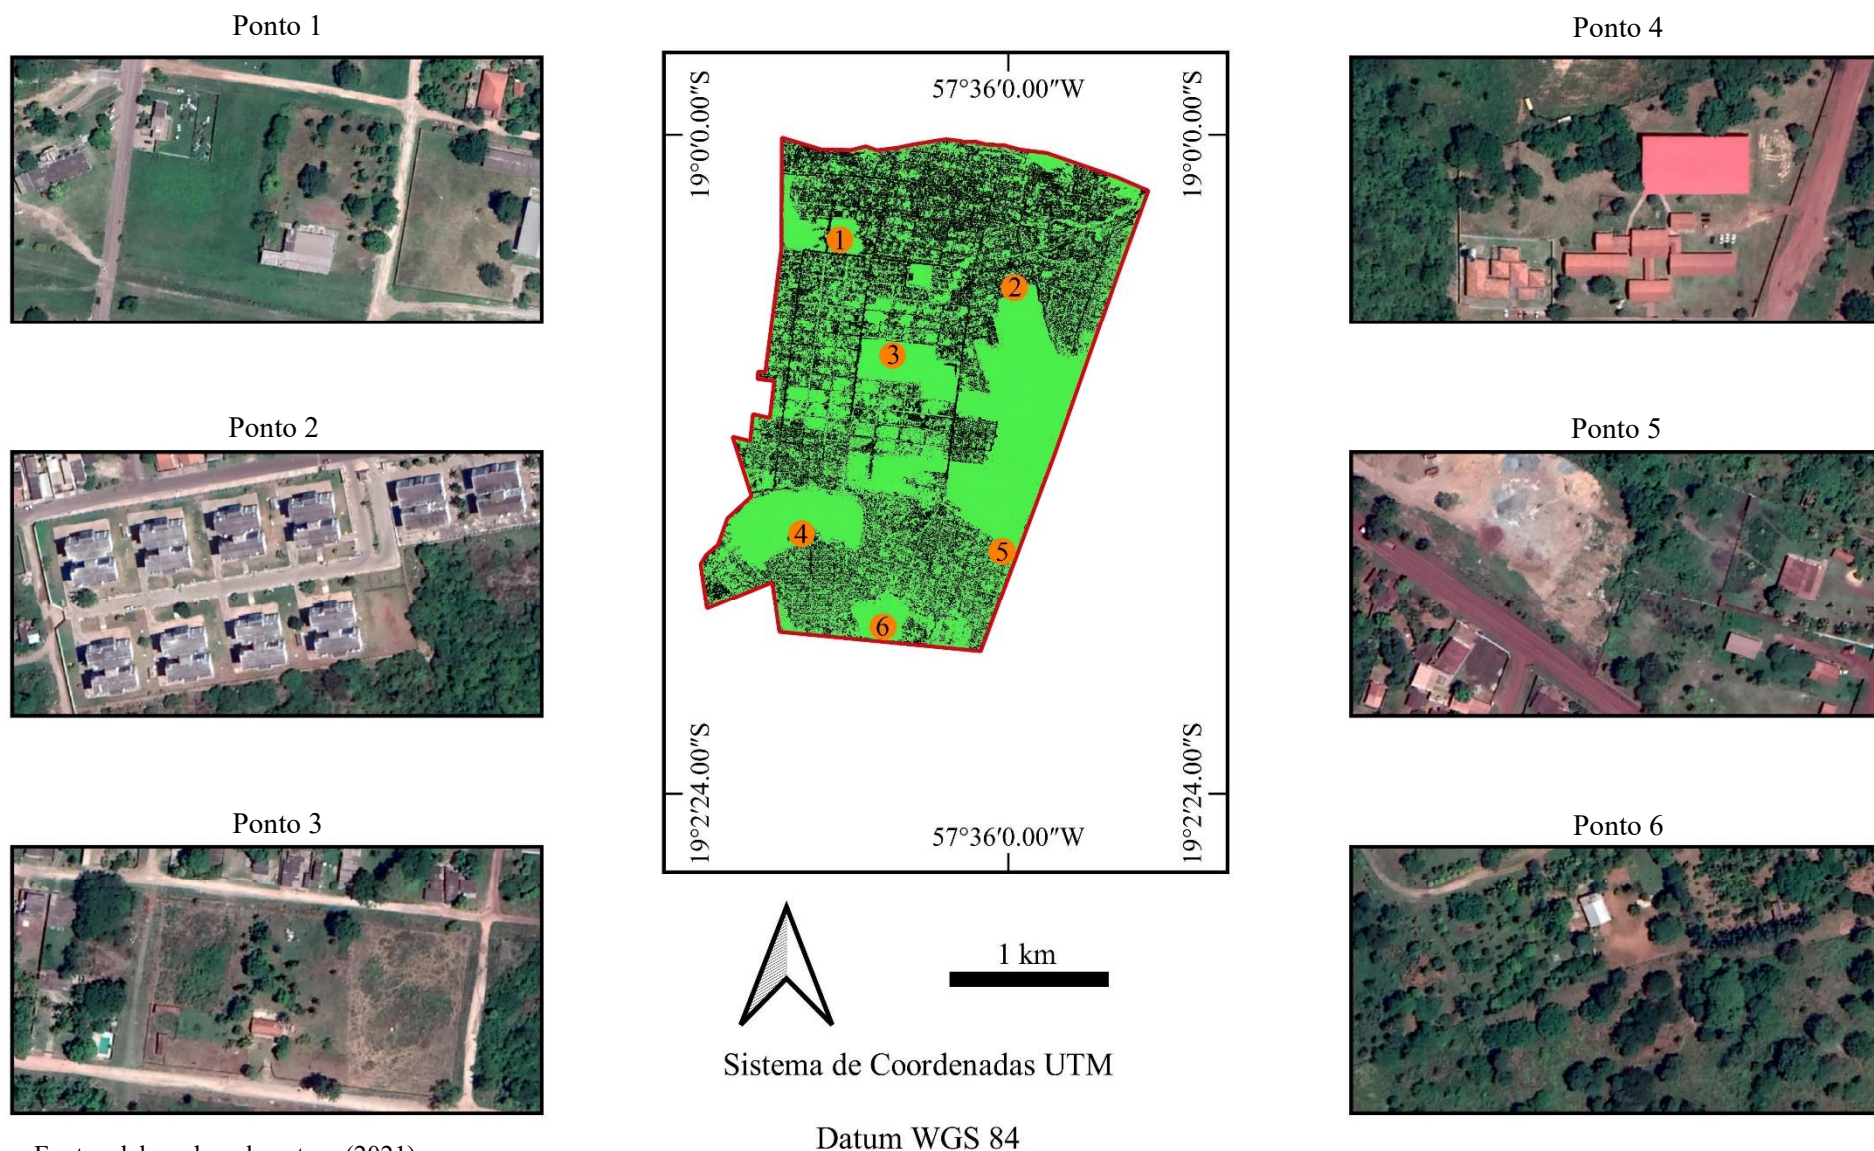 Ponto 1
Ponto 4
57°36′0.00″W
19°0′0.00″S
19°0′0.00″S
1
2
3
4
5
6
Ponto 2
Ponto 5
Ponto 3
Ponto 6
19°2′24.00″S
19°2′24.00″S
57°36′0.00″W
1 km
Sistema de Coordenadas UTM
Datum WGS 84
(2021)